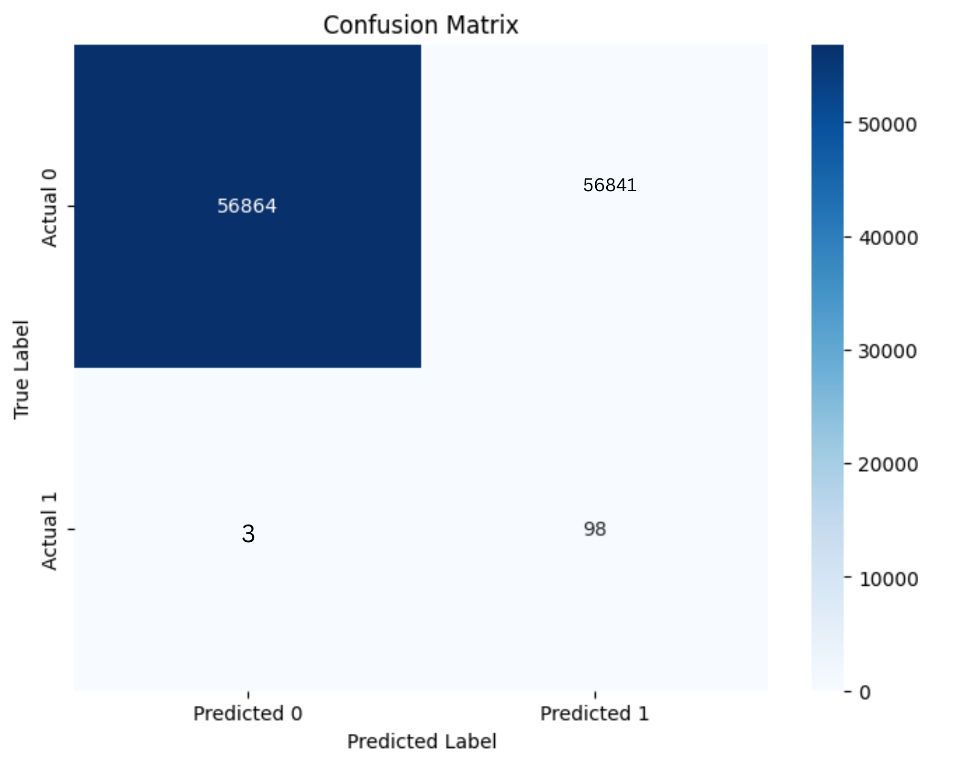 Confusion Matrix
Actual 0
56864
56841
True Label
Actual 1
3
98
Predicted 0
Predicted 1
Predicted Label
50000
40000
30000
20000
10000
0